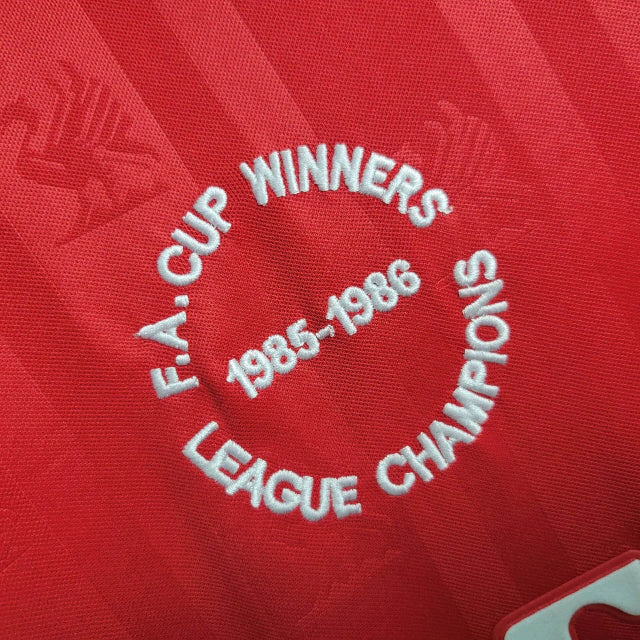 F.A. CUP WINNERS
1985-1986
LEAGUE CHAMPIONS